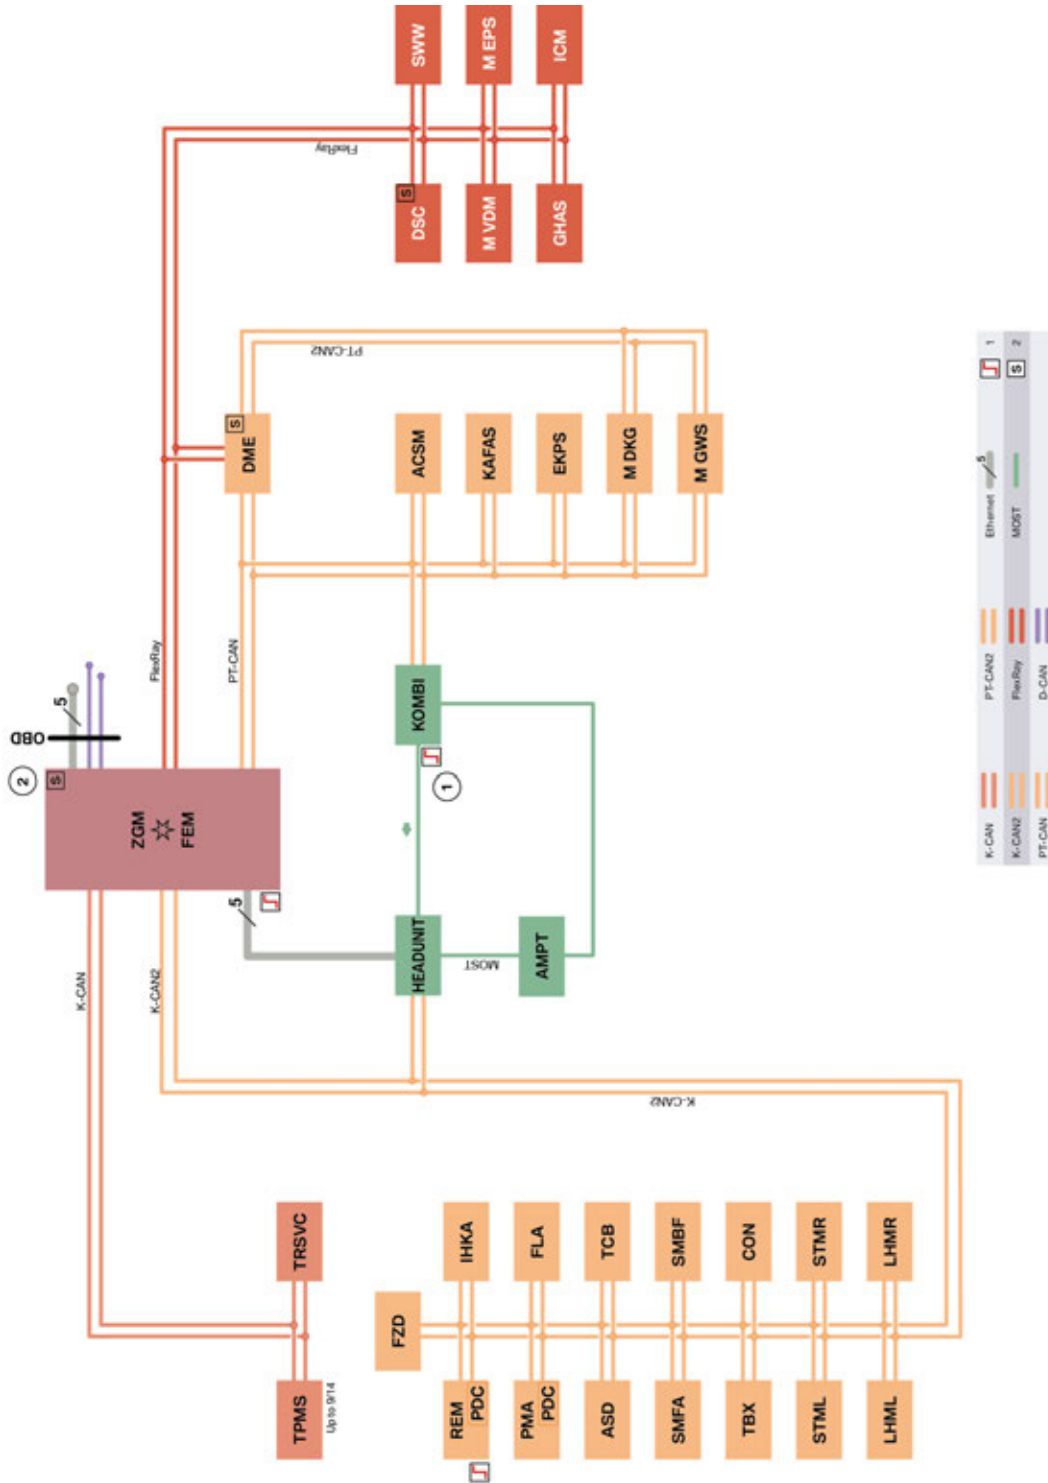 SWW
M EPS
ICM
FlexRay
DSC
S
M VDM
GHAS
PT-CAN2
S
DME
ACSM
KAFAS
EKPS
M DKG
M GWS
FlexRay
PT-CAN
5
OBD
2
S
ZGM
FEM
KOMBI
1
5
HEADUNIT
MOST
AMPT
K-CAN
K-CAN2
K-CAN2
TRSVC
TPMS
Up to 9/14
FZD
IHKA
FLA
TCB
SMBF
CON
STMR
LHMR
REM
PDC
PMA
PDC
ASD
SMFA
TBX
STML
LHML
K-CAN
PT-CAN2
Ethernet
5
1
K-CAN2
FlexRay
MOST
S
2
PT-CAN
D-CAN